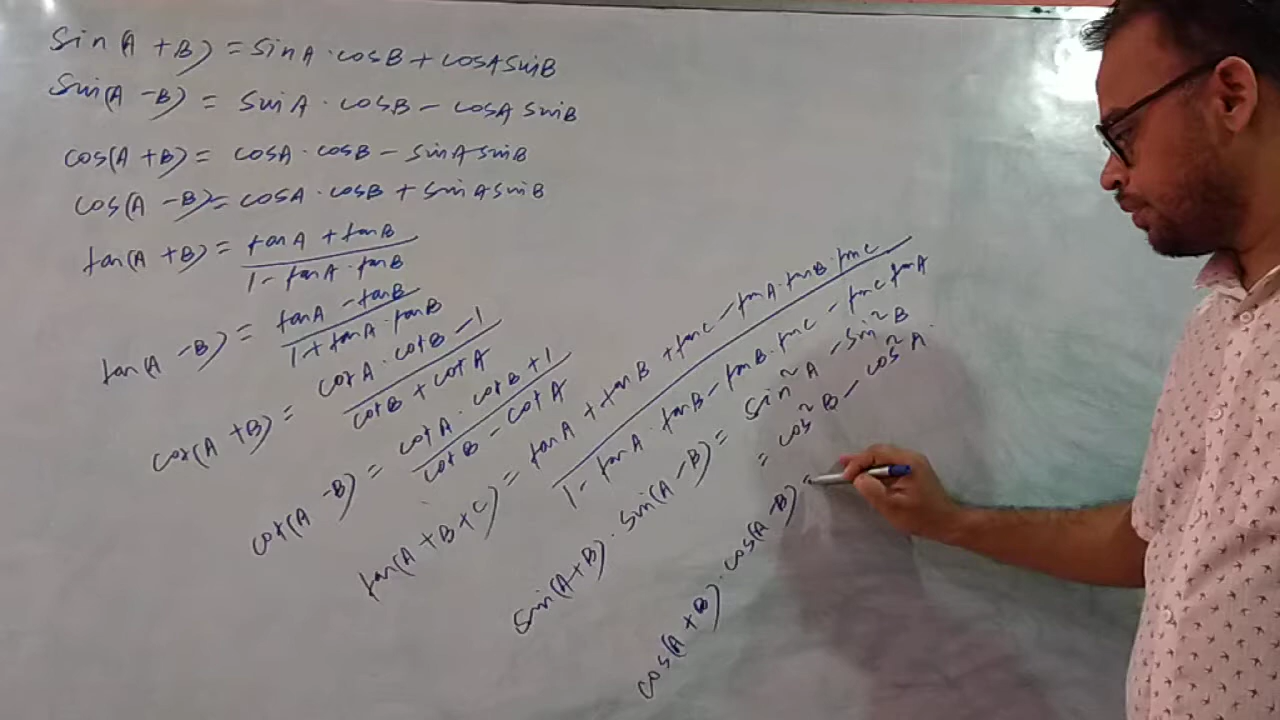 sin(A + B) = sinA · cosB + cosA sinB
sin(A - B) = sinA · cosB - cosA sinB
cos(A + B) = cosA · cosB - sinA sinB
cos(A - B) = cosA · cosB + sinA sinB
tan(A + B) = tanA + tanB
1 - tanA · tanB
tan(A - B) = tanA - tanB
1 + tanA · tanB
cot(A + B) = cotA · cotB - 1
cotB + cotA
cot(A - B) = cotA · cotB + 1
cotB - cotA
tan(A + B + C) = tanA + tanB + tanC - tanA · tanB · tanC
1 - tanA · tanB - tanB · tanC - tanC tanA
sin(A+B) · sin(A - B) = sin²A - sin²B
= cos²B - cos²A.
cos(A + B) · cos(A - B) =